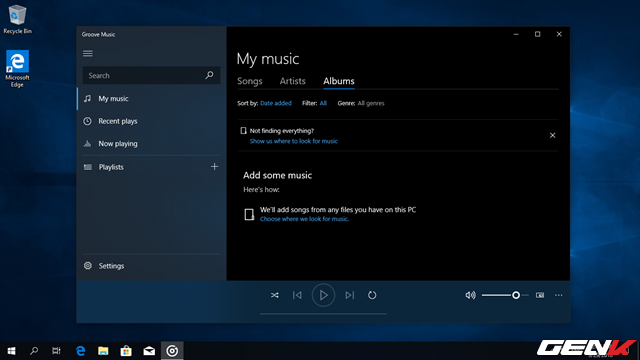 Recycle Bin
Microsoft
Edge
Groove Music
Search
My music
Recent plays
Now playing
Playlists
Settings
My music
Songs Artists Albums
Sort by: Date added Filter: All Genre: All genres
Not finding everything?
Show us where to look for music
Add some music
Here's how:
We'll add songs from any files you have on this PC
Choose where we look for music.
GENK